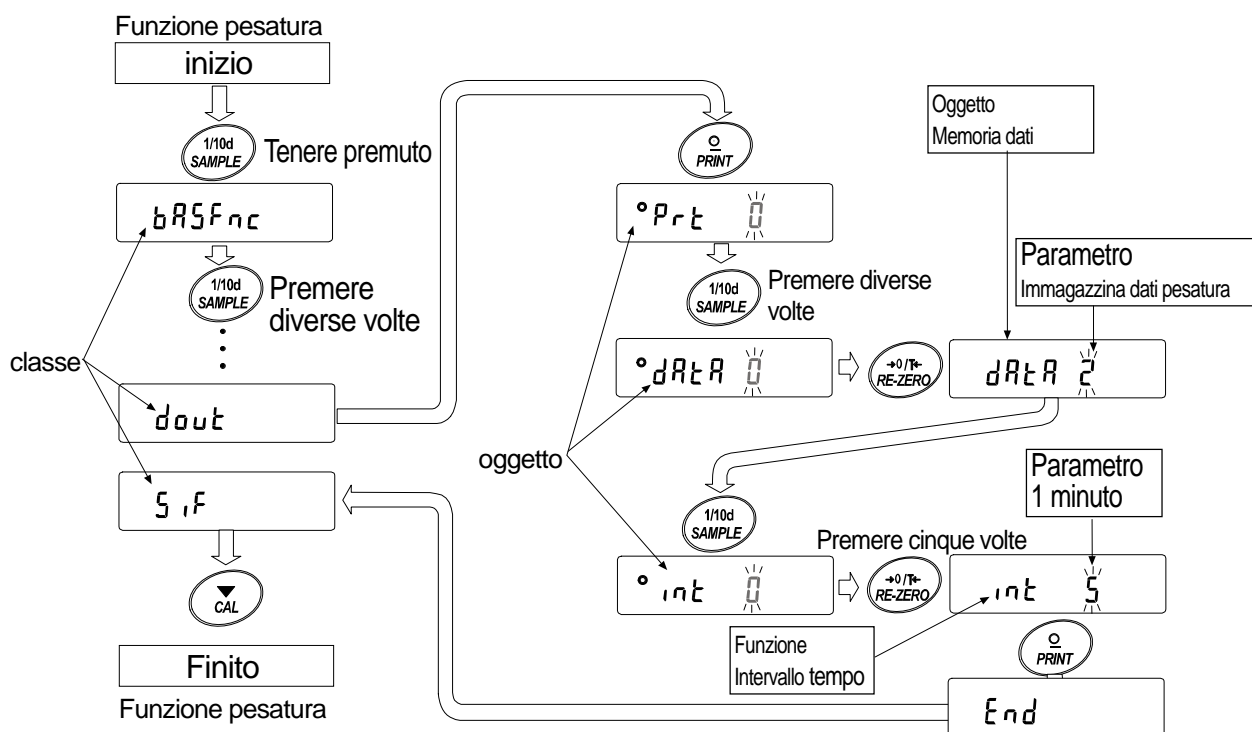 Funzione pesatura
inizio
1/10d
SAMPLE
Tenere premuto
bASFnc
1/10d
SAMPLE
Premere
diverse volte
classe
dout
SiF
CAL
Finito
Funzione pesatura
PRINT
Prt 0
1/10d
SAMPLE
Premere diverse
volte
dAtA 0
→0/T←
RE-ZERO
Oggetto
Memoria dati
Parametro
Immagazzina dati pesatura
dAtA 2
oggetto
1/10d
SAMPLE
Premere cinque volte
int 0
→0/T←
RE-ZERO
Parametro
1 minuto
int 5
Funzione
Intervallo tempo
PRINT
End